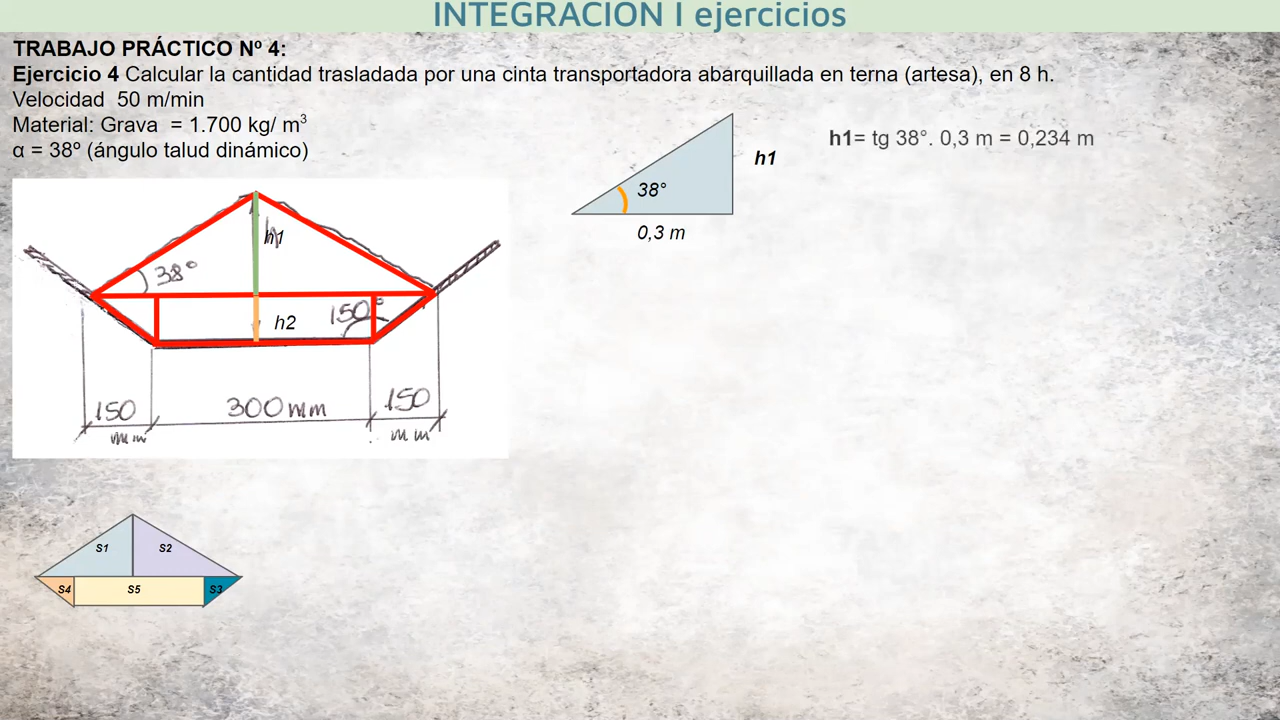 INTEGRACION I ejercicios
TRABAJO PRÁCTICO Nº 4:
Ejercicio 4 Calcular la cantidad trasladada por una cinta transportadora abarquillada en terna (artesa), en 8 h.
Velocidad 50 m/min
Material: Grava = 1.700 kg/ m³
α = 38º (ángulo talud dinámico)
h1= tg 38°. 0,3 m = 0,234 m
h1
38°
0,3 m
h1
38°
150°
h2
150 mm
300 mm
150 mm
S1
S2
S4
S5
S3